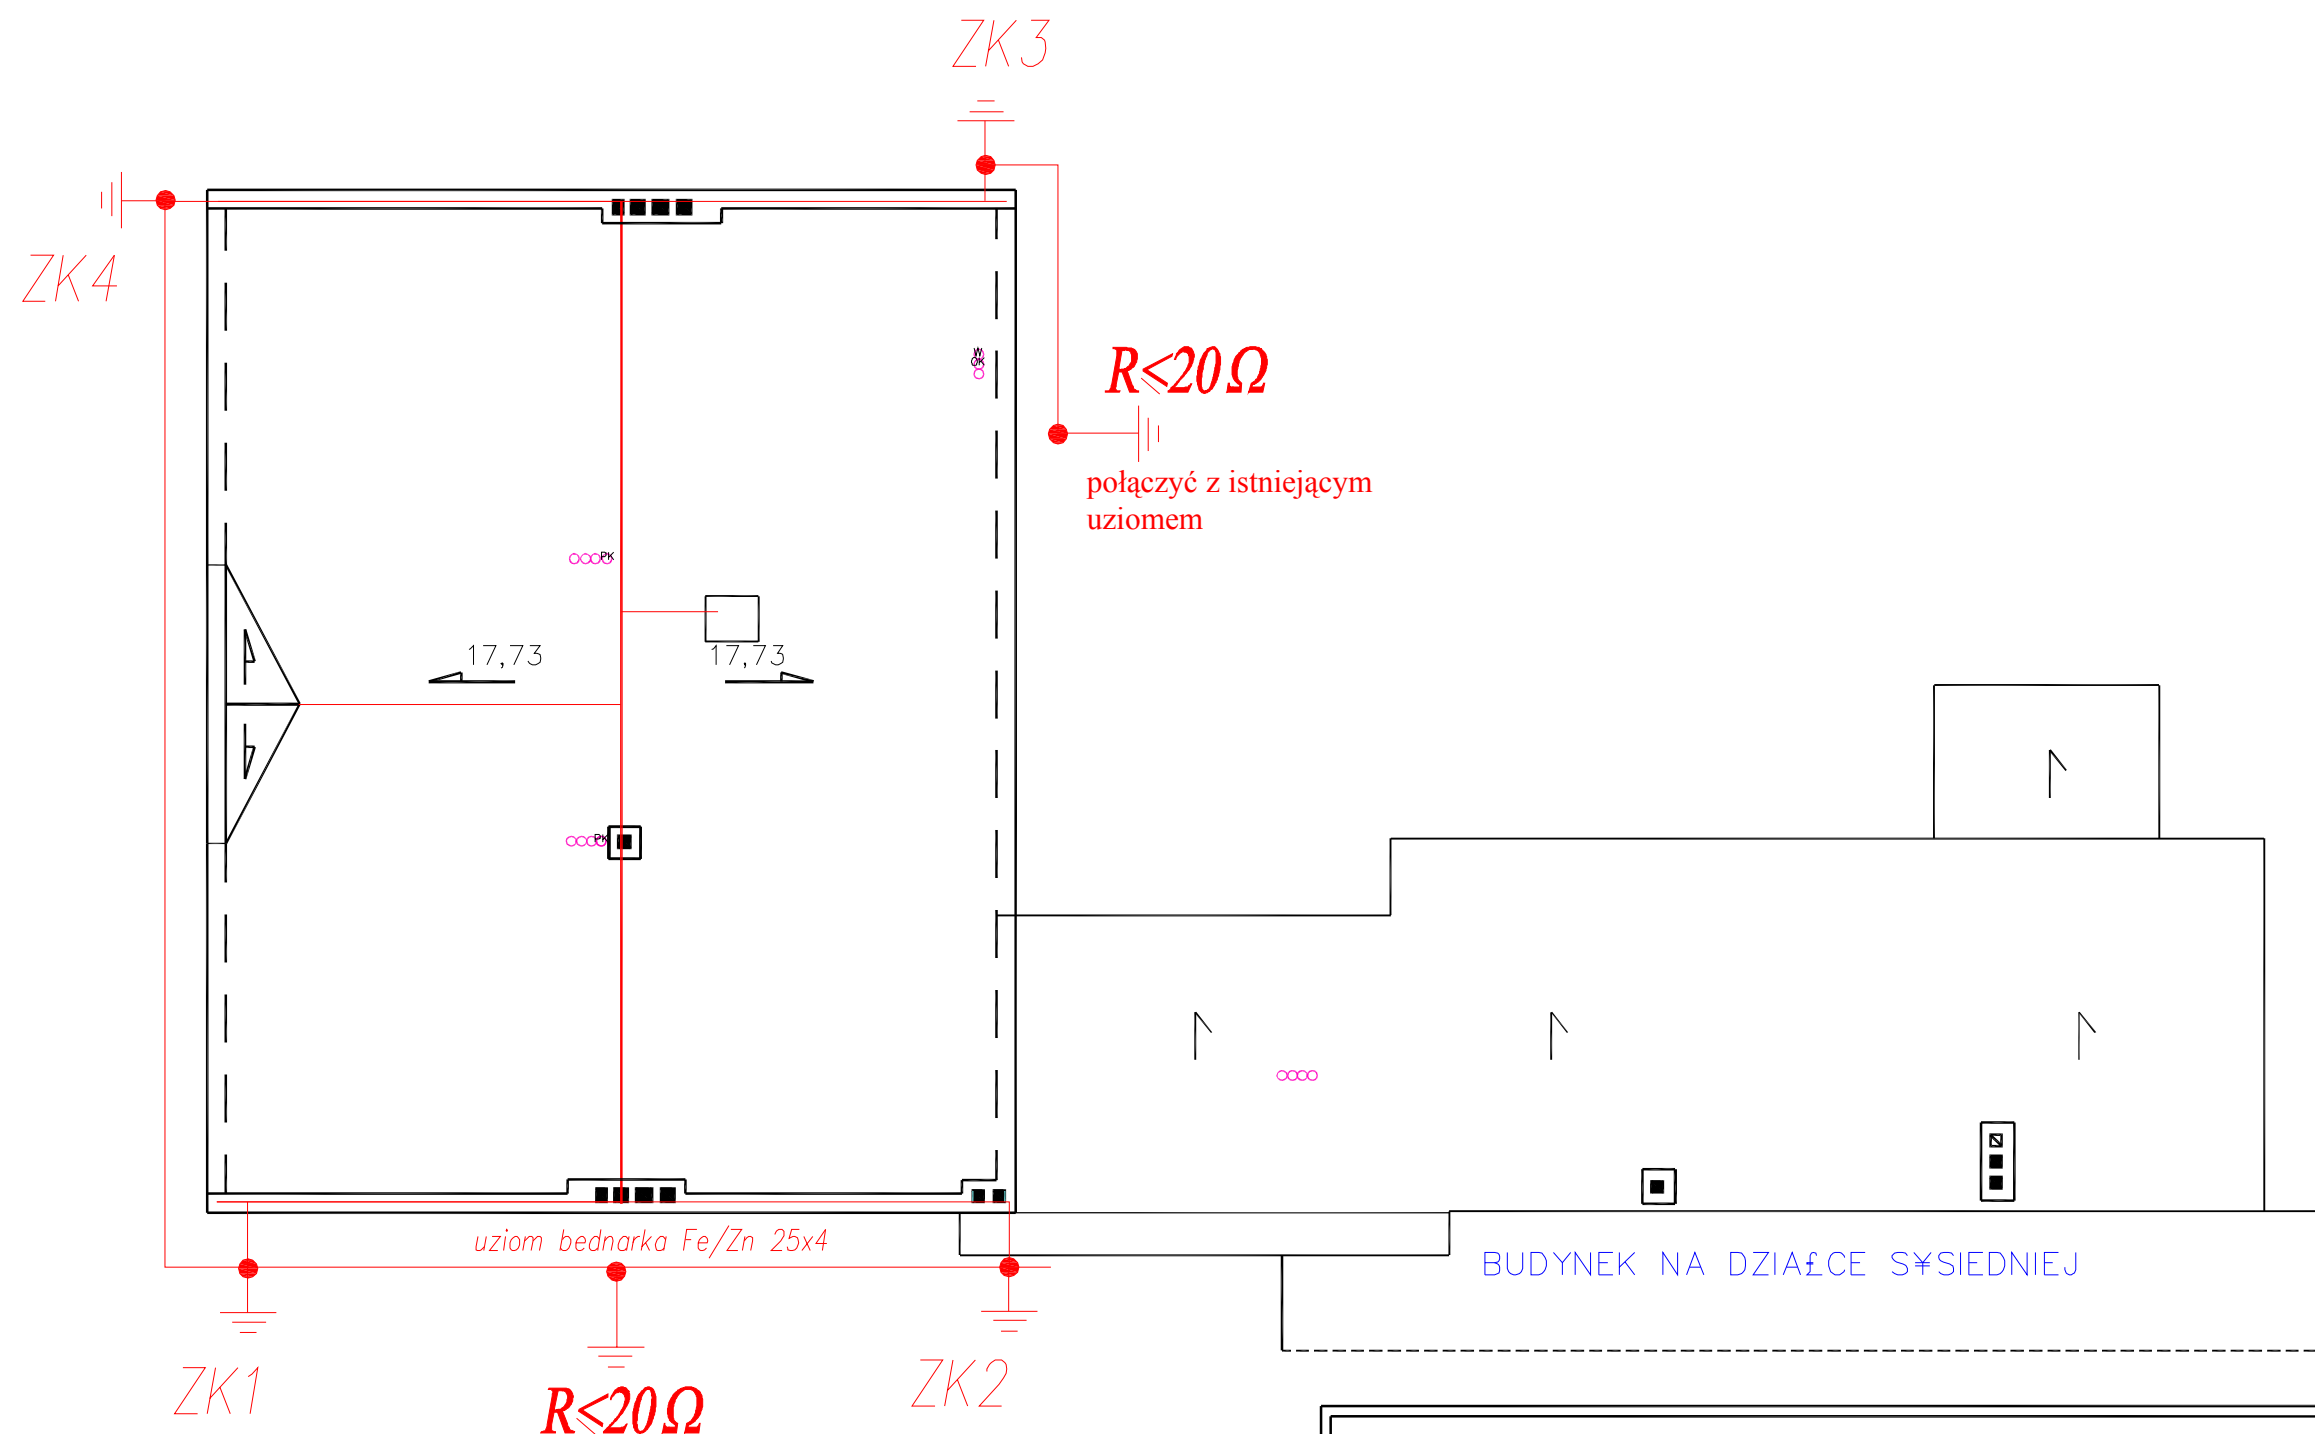 ZK3
ZK4
W
OK
R⩽20Ω
połączyć z istniejącym
uziomem
PK
17,73
17,73
PK
uziom bednarka Fe/Zn 25x4
BUDYNEK NA DZIA£CE S¥SIEDNIEJ
ZK1
ZK2
R⩽20Ω